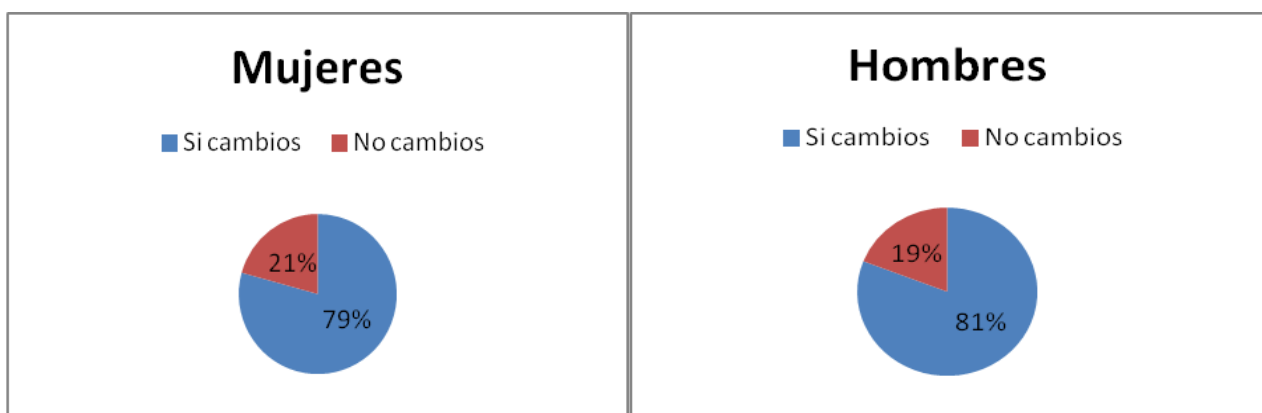 Mujeres
Si cambios No cambios
21%
79%
Hombres
Si cambios No cambios
19%
81%